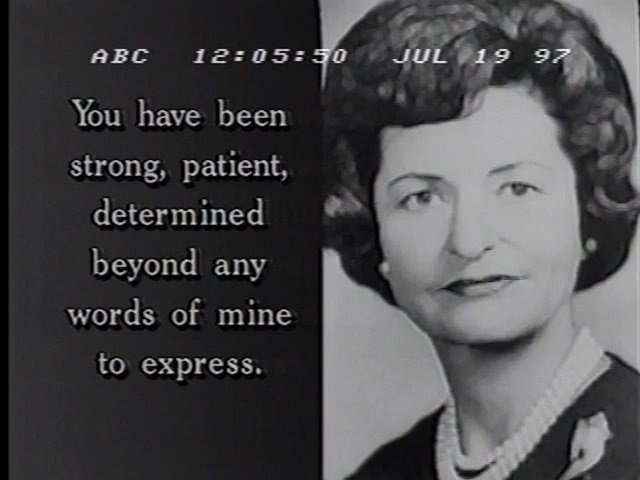 ABC 12:05:50 JUL 19 97
You have been
strong, patient,
determined
beyond any
words of mine
to express.